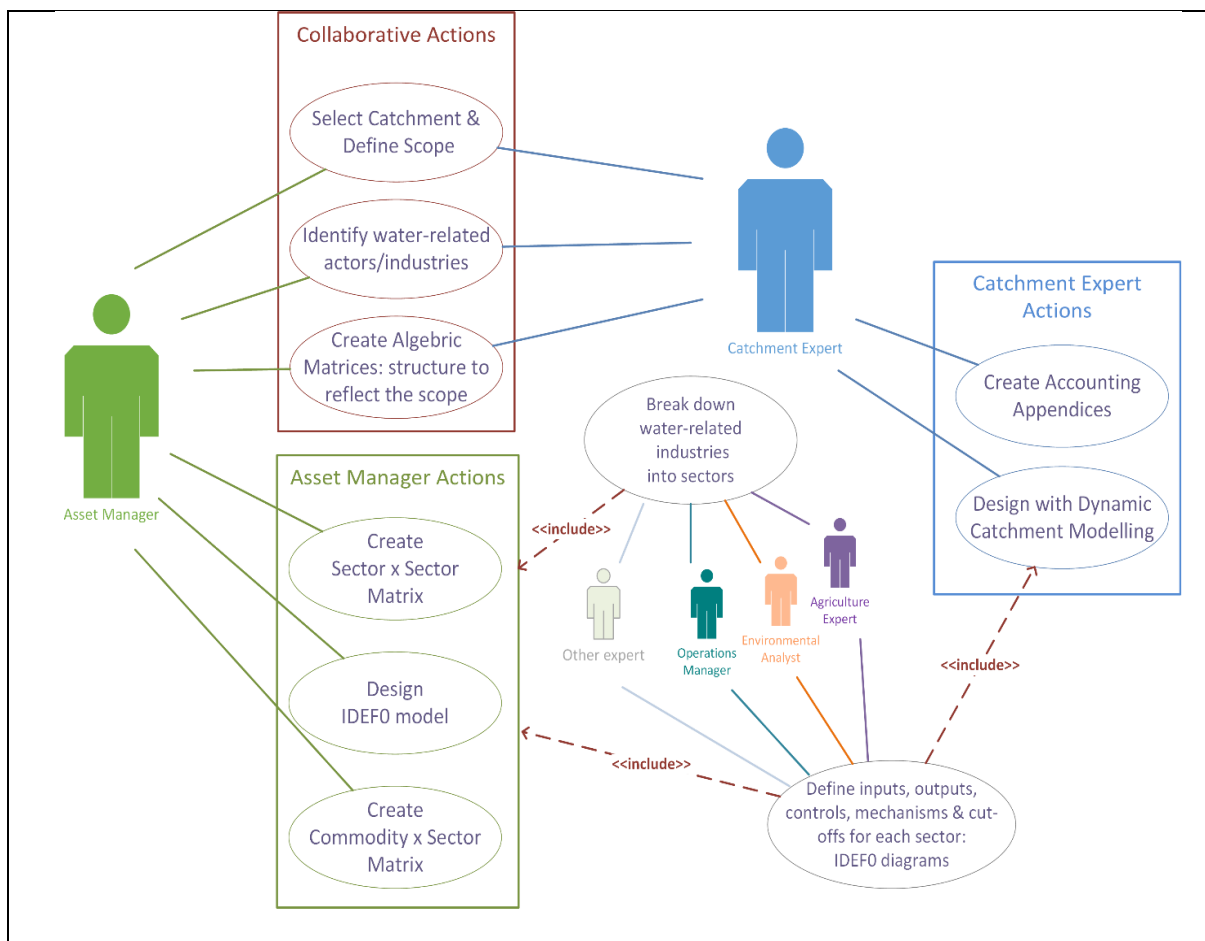 Collaborative Actions
Select Catchment &
Define Scope
Identify water-related
actors/industries
Create Algebric
Matrices: structure to
reflect the scope
Asset Manager
Catchment Expert
Catchment Expert
Actions
Create Accounting
Appendices
Design with Dynamic
Catchment Modelling
Break down
water-related
industries
into sectors
Asset Manager Actions
Create
Sector x Sector
Matrix
Design
IDEF0 model
Create
Commodity x Sector
Matrix
<<include>>
Other expert
Operations
Manager
Environmental
Analyst
Agriculture
Expert
<<include>>
<<include>>
Define inputs, outputs,
controls, mechanisms & cut-
offs for each sector:
IDEF0 diagrams